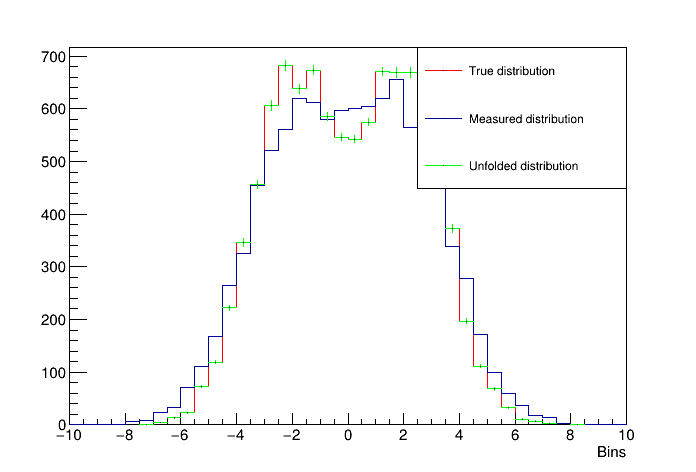 700
600
500
400
300
200
100
0
−10 −8 −6 −4 −2 0 2 4 6 8 10
Bins
True distribution
Measured distribution
Unfolded distribution